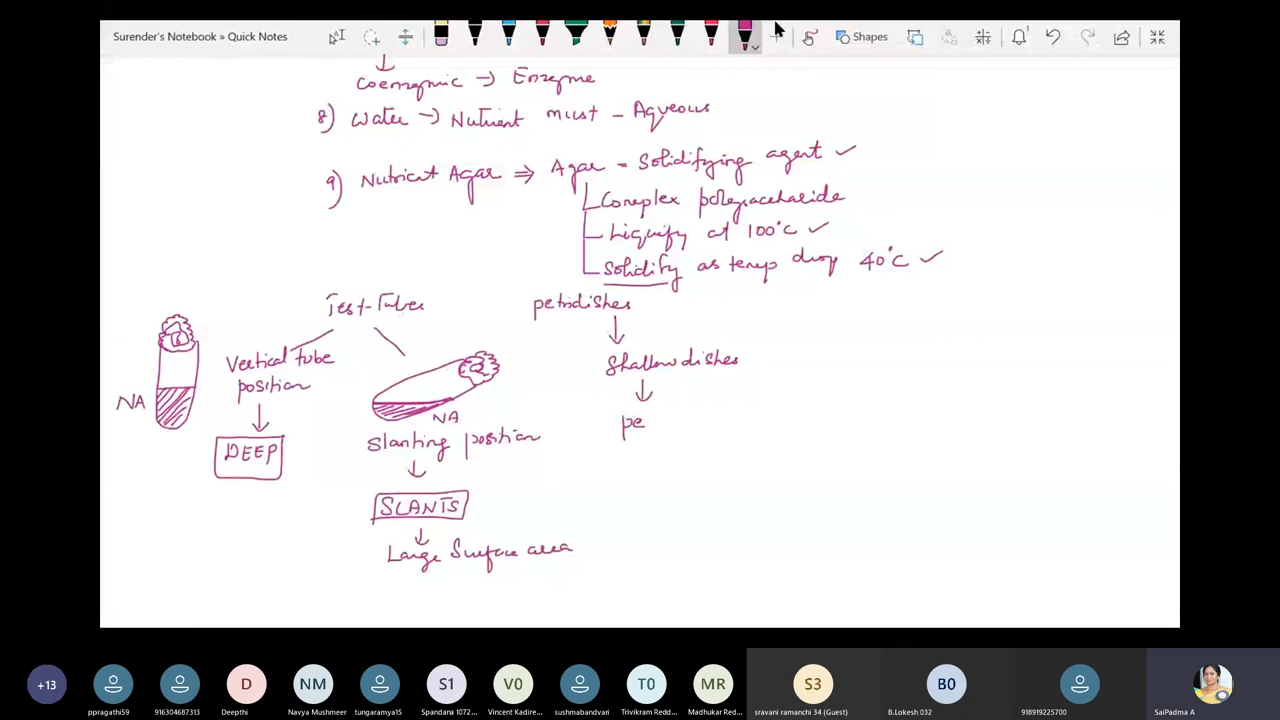 Surender's Notebook » Quick Notes
Shapes
Coenzymic → Enzyme
8) Water → Nutrient must - Aqueous
9) Nutrient Agar ⇒ Agar - Solidifying agent ✓
Complex polysaccharide
Liquify at 100°C ✓
Solidify as temp drop 40°C ✓
Test-Tubes
petridishes
Vertical tube
position
Shallow dishes
NA
NA
pe
Slanting position
DEEP
SLANTS
Large Surface area
+13
D
NM
S1
V0
T0
MR
S3
B0
ppragathi59
916304687313
Deepthi
Navya Mushmeer
tungaramya15
Spandana 1072...
Vincent Kadire...
sushmabandvari
Trivikram Redd...
Madhukar Red...
sravani ramanchi 34 (Guest)
B.Lokesh 032
918919225700
SaiPadma A